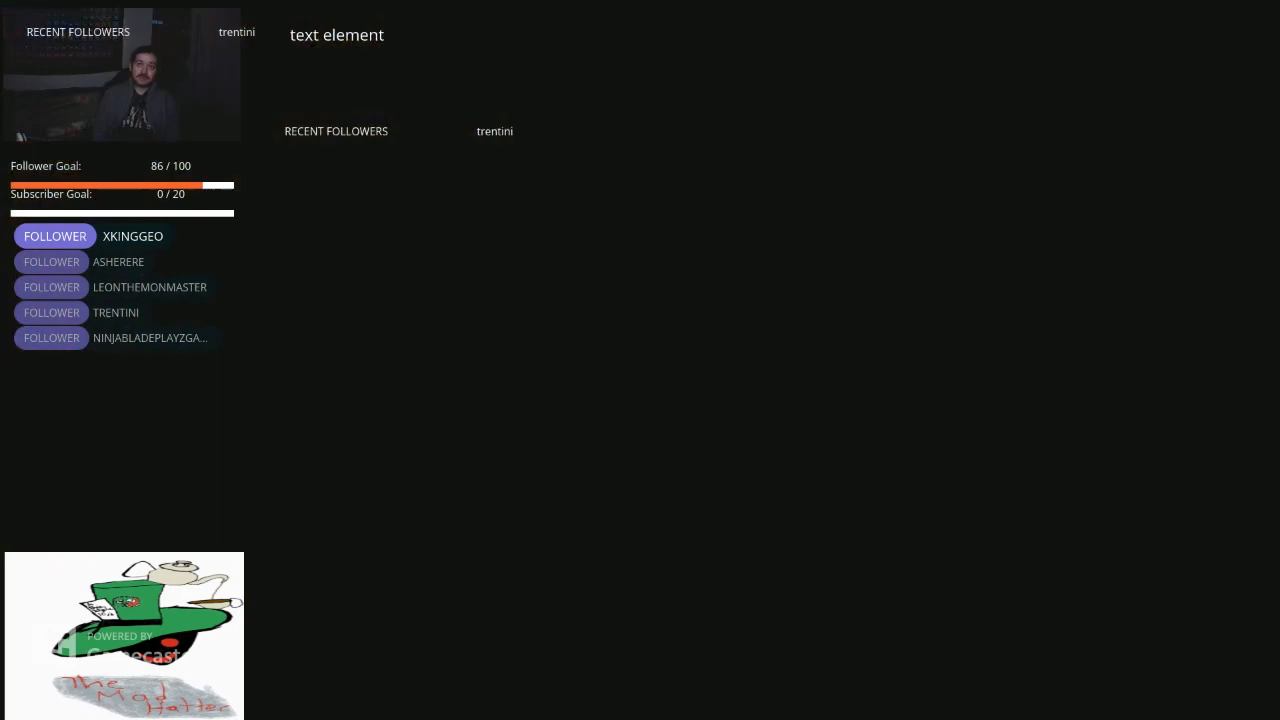 RECENT FOLLOWERS trentini
text element
RECENT FOLLOWERS trentini
Follower Goal: 86 / 100
Subscriber Goal: 0 / 20
FOLLOWER XKINGGEO
FOLLOWER ASHERERE
FOLLOWER LEONTHEMONMASTER
FOLLOWER TRENTINI
FOLLOWER NINJABLADEPLAYZGA...
POWERED BY
Gamecaster
The
Mad
Hatter